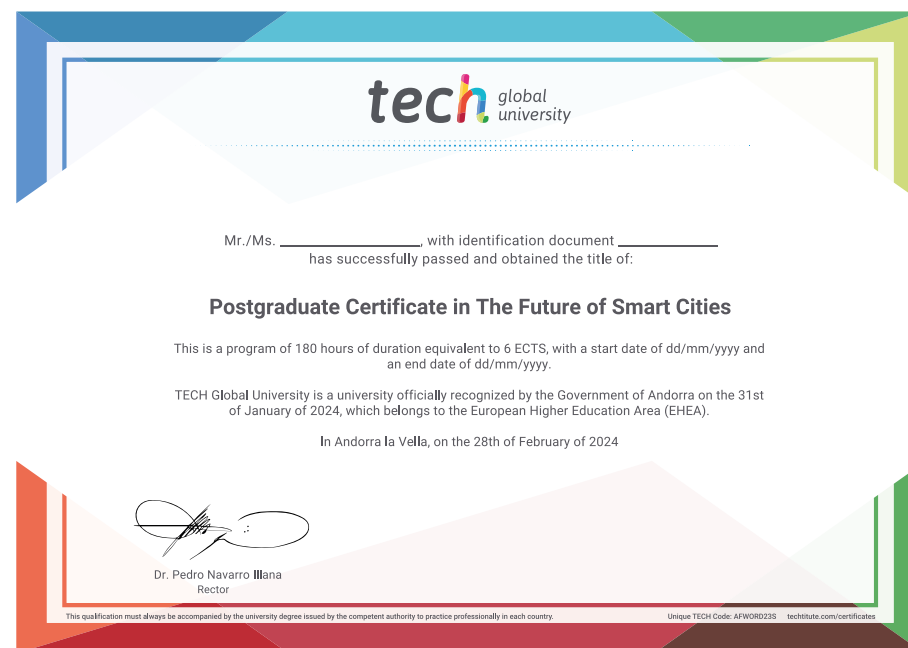 tech global
university
Mr./Ms. ____________, with identification document ____________
has successfully passed and obtained the title of:
Postgraduate Certificate in The Future of Smart Cities
This is a program of 180 hours of duration equivalent to 6 ECTS, with a start date of dd/mm/yyyy and
an end date of dd/mm/yyyy.
TECH Global University is a university officially recognized by the Government of Andorra on the 31st
of January of 2024, which belongs to the European Higher Education Area (EHEA).
In Andorra la Vella, on the 28th of February of 2024
Dr. Pedro Navarro Illana
Rector
This qualification must always be accompanied by the university degree issued by the competent authority to practice professionally in each country. Unique TECH Code: AFWORD23S techtitute.com/certificates